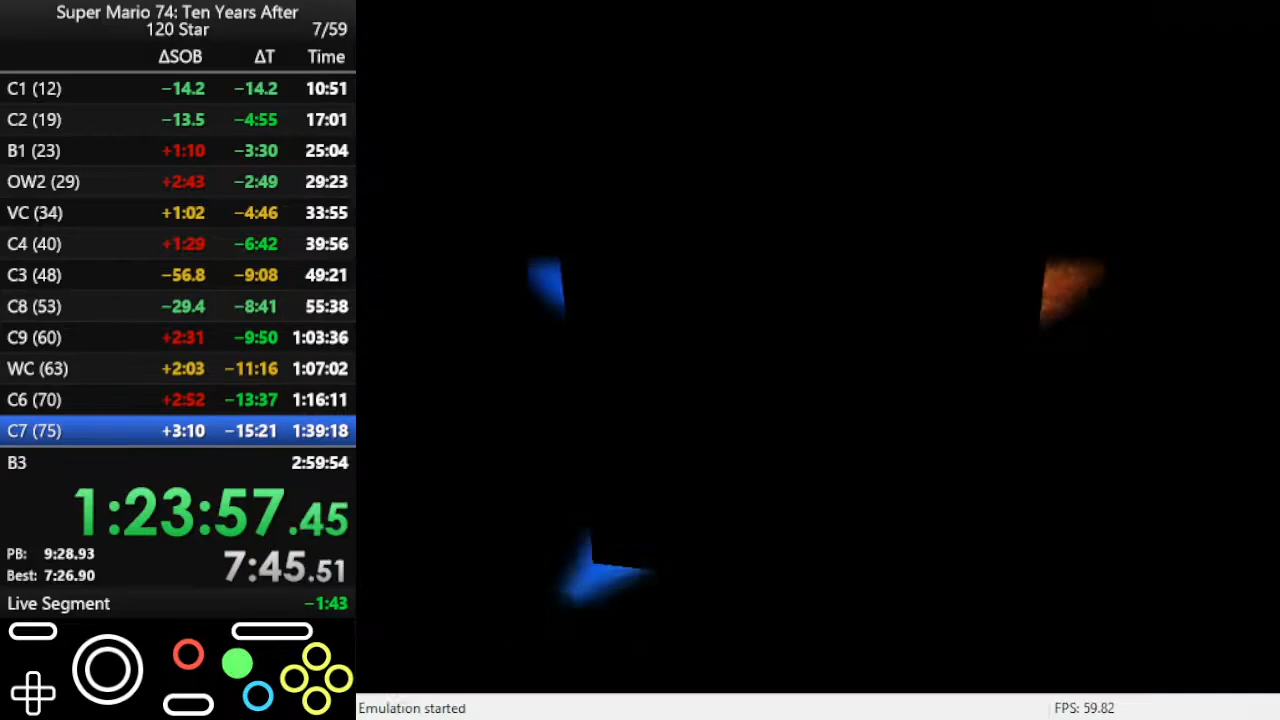 Super Mario 74: Ten Years After
120 Star 7/59
ΔSOB ΔT Time
C1 (12) −14.2 −14.2 10:51
C2 (19) −13.5 −4:55 17:01
B1 (23) +1:10 −3:30 25:04
OW2 (29) +2:43 −2:49 29:23
VC (34) +1:02 −4:46 33:55
C4 (40) +1:29 −6:42 39:56
C3 (48) −56.8 −9:08 49:21
C8 (53) −29.4 −8:41 55:38
C9 (60) +2:31 −9:50 1:03:36
WC (63) +2:03 −11:16 1:07:02
C6 (70) +2:52 −13:37 1:16:11
C7 (75) +3:10 −15:21 1:39:18
B3 2:59:54
1:23:57.45
PB: 9:28.93
Best: 7:26.90
7:45.51
Live Segment −1:43
Emulation started FPS: 59.82